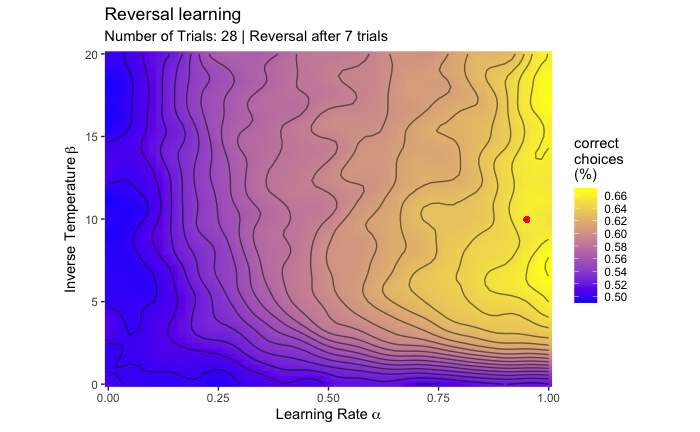 Reversal learning
Number of Trials: 28 | Reversal after 7 trials
20
15
10
5
0
Inverse Temperature β
0.00 0.25 0.50 0.75 1.00
Learning Rate α
correct
choices
(%)
0.66
0.64
0.62
0.60
0.58
0.56
0.54
0.52
0.50